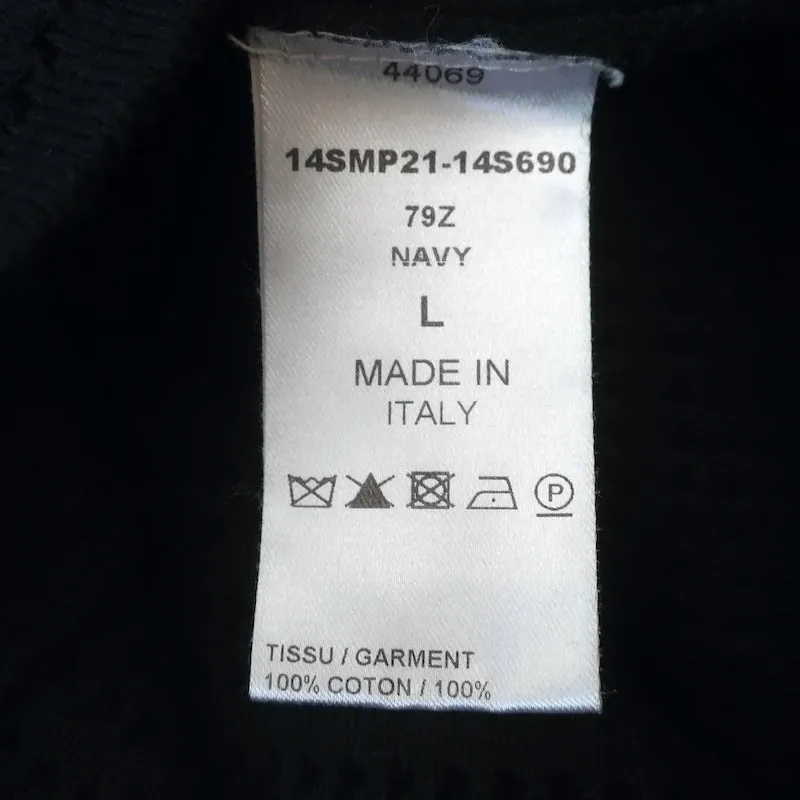 44069
14SMP21-14S690
79Z
NAVY
L
MADE IN
ITALY
P
TISSU / GARMENT
100% COTON / 100%